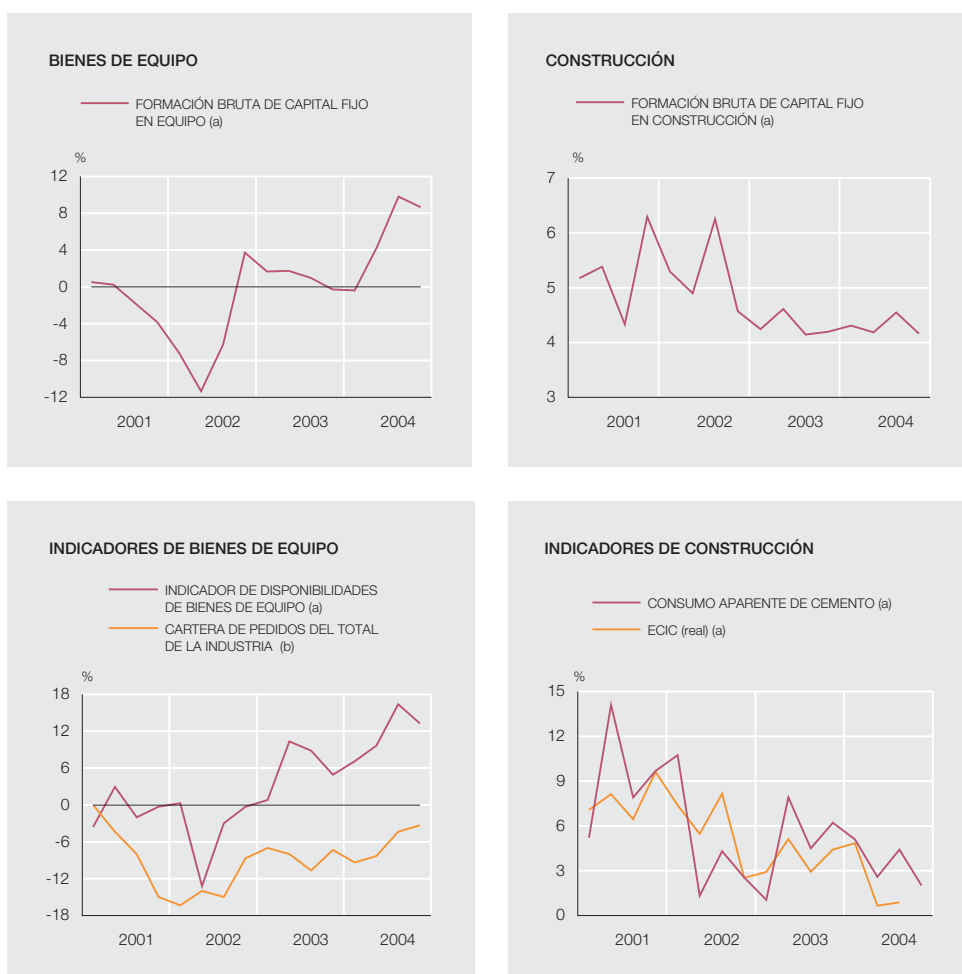 BIENES DE EQUIPO
FORMACIÓN BRUTA DE CAPITAL FIJO
EN EQUIPO (a)
%
12
8
4
0
-4
-8
-12
2001 2002 2003 2004
CONSTRUCCIÓN
FORMACIÓN BRUTA DE CAPITAL FIJO
EN CONSTRUCCIÓN (a)
%
7
6
5
4
3
2001 2002 2003 2004
INDICADORES DE BIENES DE EQUIPO
INDICADOR DE DISPONIBILIDADES
DE BIENES DE EQUIPO (a)
CARTERA DE PEDIDOS DEL TOTAL
DE LA INDUSTRIA (b)
%
18
12
6
0
-6
-12
-18
2001 2002 2003 2004
INDICADORES DE CONSTRUCCIÓN
CONSUMO APARENTE DE CEMENTO (a)
ECIC (real) (a)
%
15
12
9
6
3
0
2001 2002 2003 2004